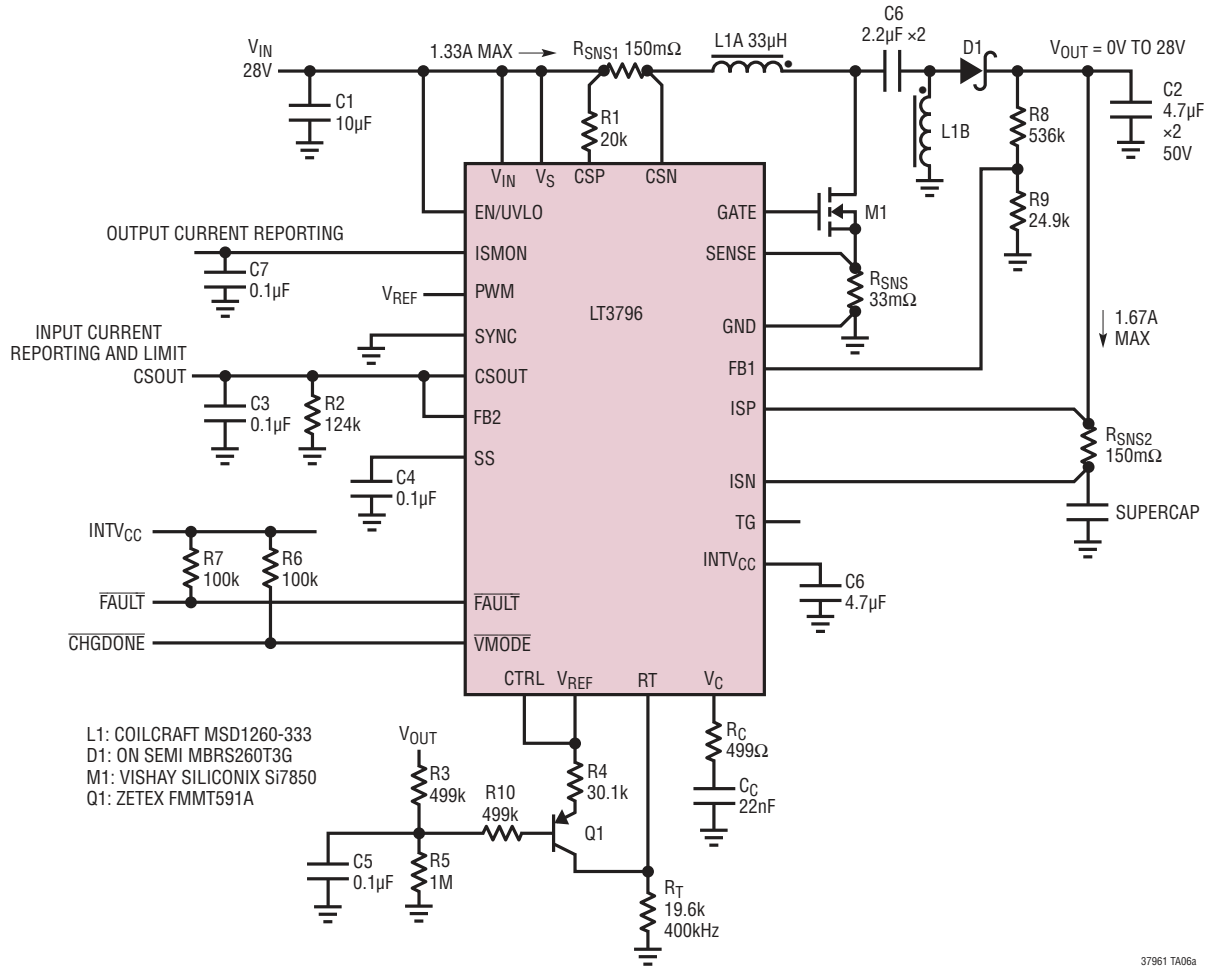 VIN
28V
1.33A MAX
RSNS1 150mΩ
L1A 33µH
C6
2.2µF ×2
D1
VOUT = 0V TO 28V
C1
10µF
R1
20k
L1B
R8
536k
C2
4.7µF
×2
50V
VIN
VS
CSP
CSN
EN/UVLO
GATE
M1
R9
24.9k
OUTPUT CURRENT REPORTING
ISMON
SENSE
C7
0.1µF
RSNS
33mΩ
VREF
PWM
LT3796
GND
1.67A
MAX
SYNC
INPUT CURRENT
REPORTING AND LIMIT
CSOUT
CSOUT
FB1
C3
0.1µF
R2
124k
FB2
ISP
RSNS2
150mΩ
SS
C4
0.1µF
ISN
SUPERCAP
TG
INTVCC
INTVCC
R7
100k
R6
100k
C6
4.7µF
FAULT
FAULT
CHGDONE
VMODE
CTRL
VREF
RT
VC
L1: COILCRAFT MSD1260-333
D1: ON SEMI MBRS260T3G
M1: VISHAY SILICONIX Si7850
Q1: ZETEX FMMT591A
VOUT
R3
499k
R10
499k
R4
30.1k
RC
499Ω
CC
22nF
Q1
C5
0.1µF
R5
1M
RT
19.6k
400kHz
37961 TA06a